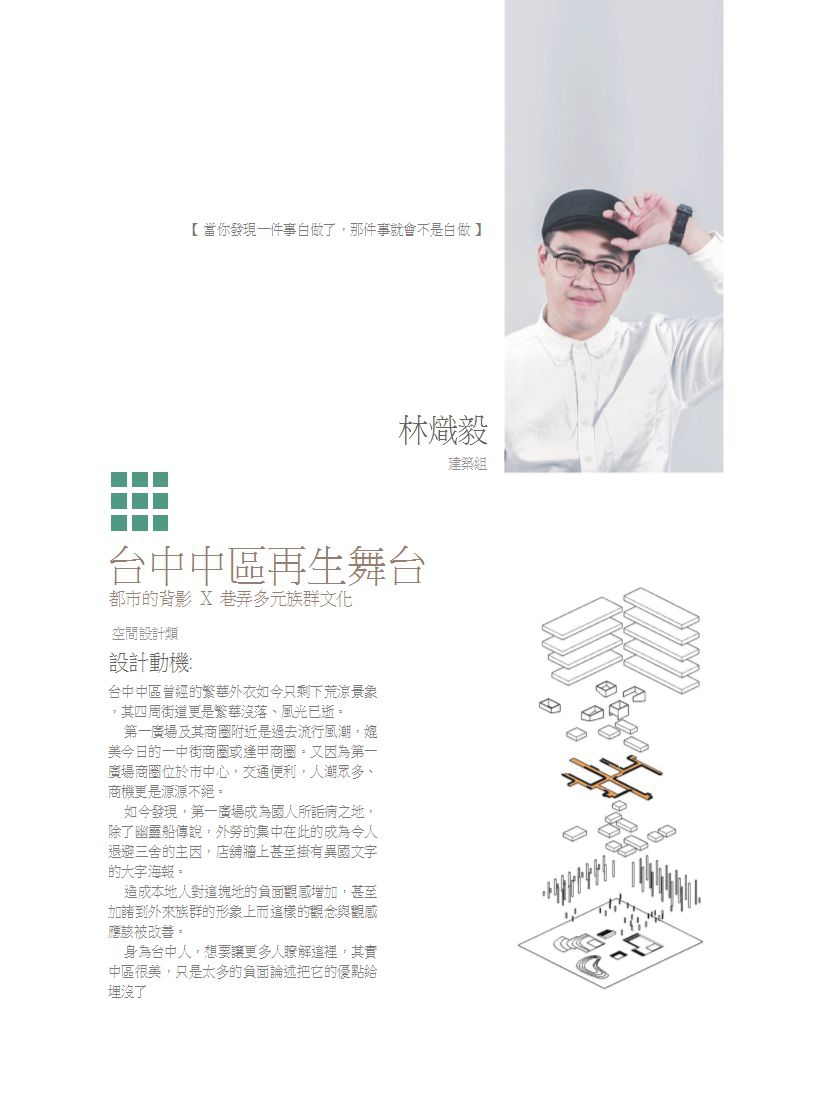 【 當你發現一件事白做了，那件事就會不是白做 】
林熾毅
建築組
台中中區再生舞台
都市的背影 X 巷弄多元族群文化
空間設計類
設計動機:
台中中區曾經的繁華外衣如今只剩下荒涼景象
，其四周街道更是繁華沒落、風光已逝。
第一廣場及其商圈附近是過去流行風潮，媲
美今日的一中街商圈或逢甲商圈。又因為第一
廣場商圈位於市中心，交通便利，人潮眾多、
商機更是源源不絕。
如今發現，第一廣場成為國人所詬病之地，
除了幽靈船傳說，外勞的集中在此的成為令人
退避三舍的主因，店舖牆上甚至掛有異國文字
的大字海報。
造成本地人對這塊地的負面觀感增加，甚至
加諸到外來族群的形象上而這樣的觀念與觀感
應該被改善。
身為台中人，想要讓更多人瞭解這裡，其實
中區很美，只是太多的負面論述把它的優點給
埋沒了